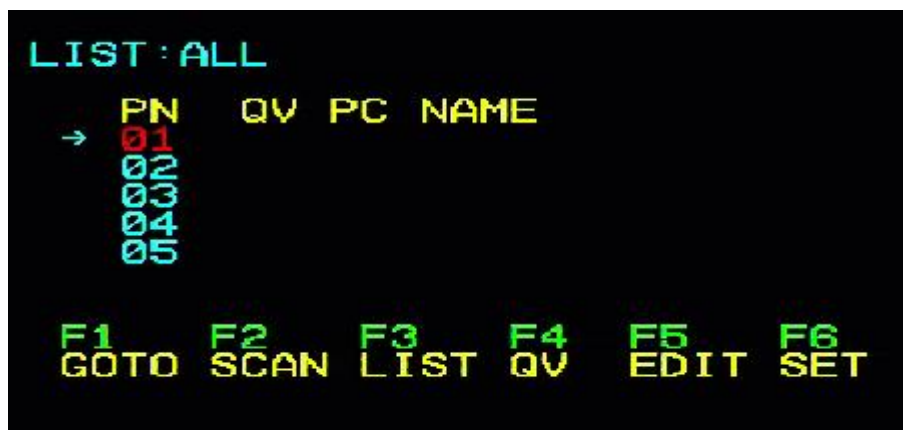 LIST:ALL
PN QV PC NAME
→ 01
02
03
04
05
F1 F2 F3 F4 F5 F6
GOTO SCAN LIST QV EDIT SET